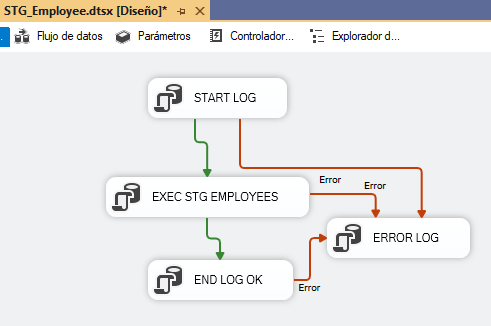 STG_Employee.dtsx [Diseño]*
Flujo de datos Parámetros Controlador... Explorador d...
START LOG
Error
Error
EXEC STG EMPLOYEES
ERROR LOG
END LOG OK
Error